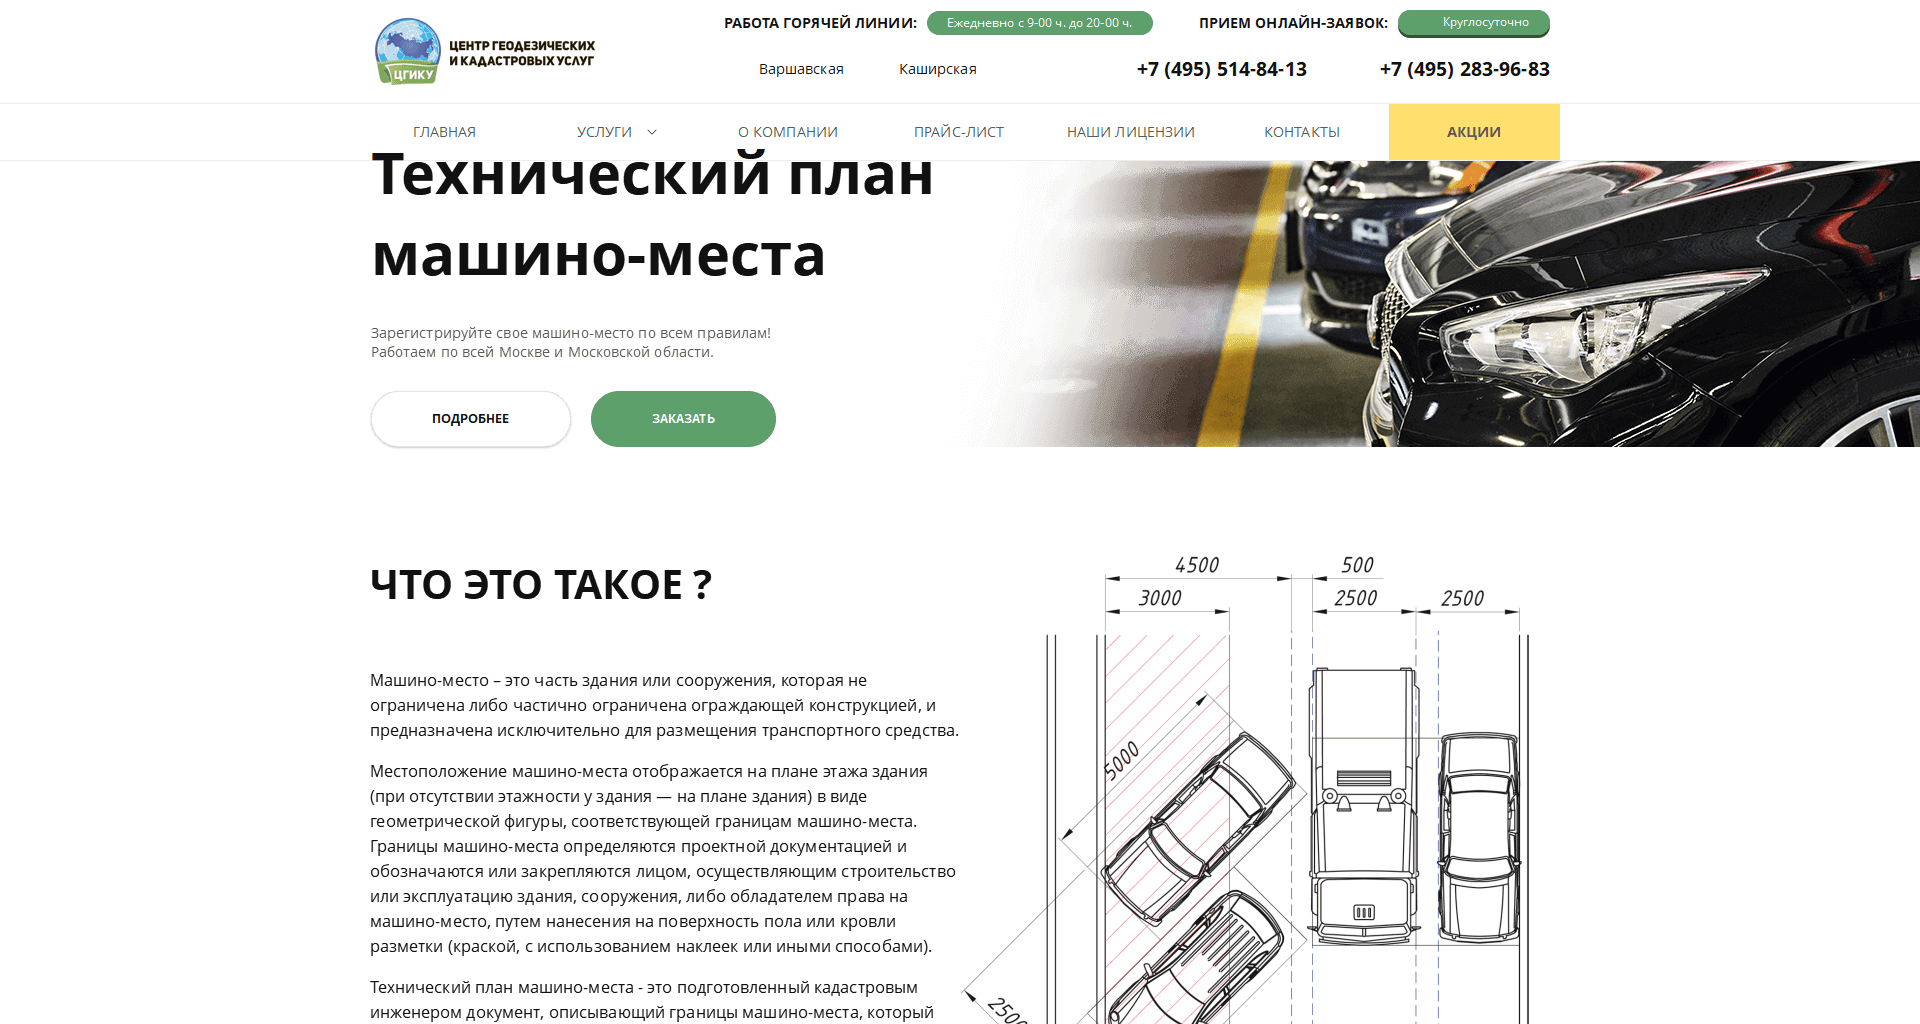 РАБОТА ГОРЯЧЕЙ ЛИНИИ: Ежедневно с 9-00 ч. до 20-00 ч. ПРИЕМ ОНЛАЙН-ЗАЯВОК: Круглосуточно
ЦЕНТР ГЕОДЕЗИЧЕСКИХ
И КАДАСТРОВЫХ УСЛУГ
ЦГИКУ
Варшавская Каширская +7 (495) 514-84-13 +7 (495) 283-96-83
ГЛАВНАЯ УСЛУГИ О КОМПАНИИ ПРАЙС-ЛИСТ НАШИ ЛИЦЕНЗИИ КОНТАКТЫ АКЦИИ
Технический план
машино-места
Зарегистрируйте свое машино-место по всем правилам!
Работаем по всей Москве и Московской области.
ПОДРОБНЕЕ ЗАКАЗАТЬ
ЧТО ЭТО ТАКОЕ ?
Машино-место – это часть здания или сооружения, которая не
ограничена либо частично ограничена ограждающей конструкцией, и
предназначена исключительно для размещения транспортного средства.
Местоположение машино-места отображается на плане этажа здания
(при отсутствии этажности у здания — на плане здания) в виде
геометрической фигуры, соответствующей границам машино-места.
Границы машино-места определяются проектной документацией и
обозначаются или закрепляются лицом, осуществляющим строительство
или эксплуатацию здания, сооружения, либо обладателем права на
машино-место, путем нанесения на поверхность пола или кровли
разметки (краской, с использованием наклеек или иными способами).
Технический план машино-места - это подготовленный кадастровым
инженером документ, описывающий границы машино-места, который
4500 500
3000 2500 2500
5000
2500